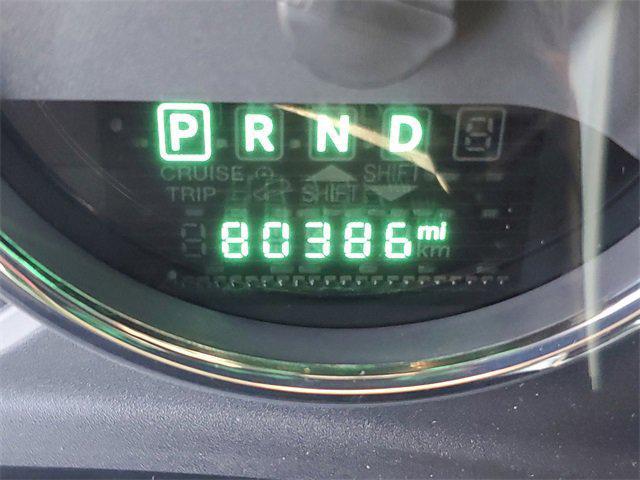 P R N D
CRUISE SHIFT
TRIP SHIFT
80386 mi
km